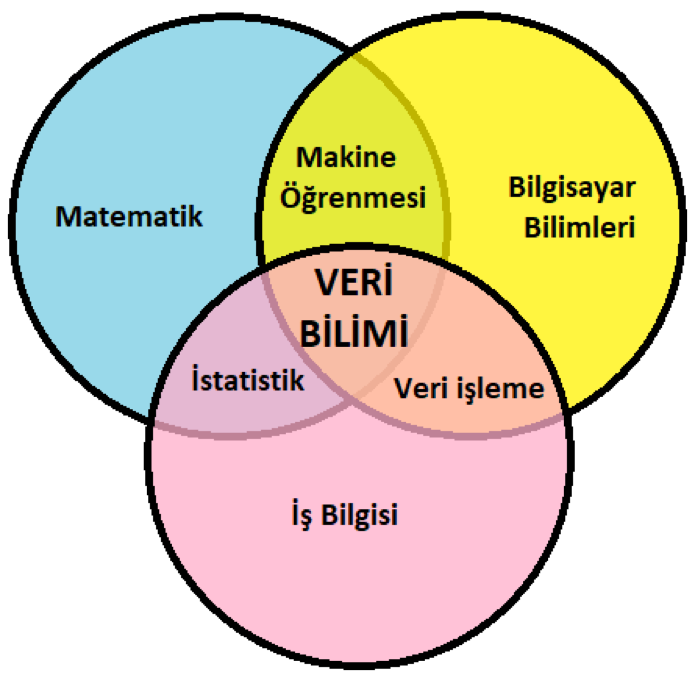 Makine
Öğrenmesi
Matematik
Bilgisayar
Bilimleri
VERİ
BİLİMİ
İstatistik
Veri işleme
İş Bilgisi